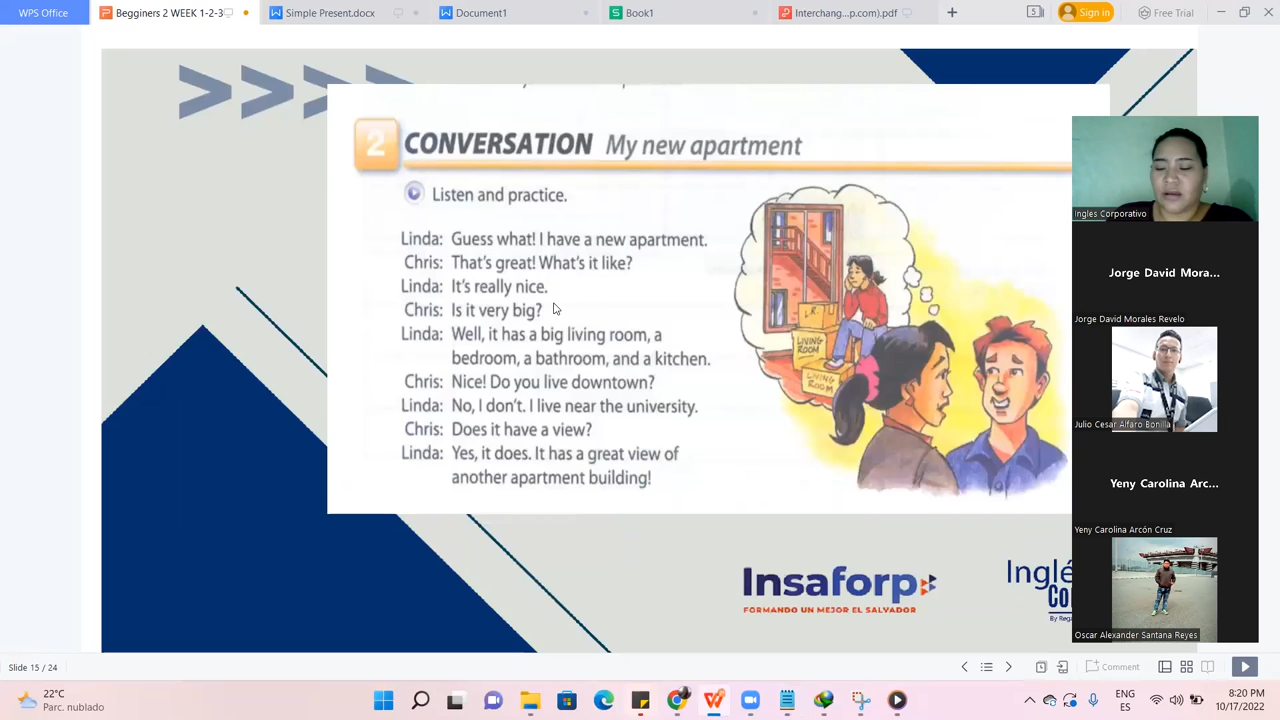 WPS Office
Begginers 2 WEEK 1-2-3
Simple Present.docx
Document1
Book1
Interchang...p.com).pdf
Sign in
Free Trial
2 CONVERSATION My new apartment
Listen and practice.
Linda: Guess what! I have a new apartment.
Chris: That's great! What's it like?
Linda: It's really nice.
Chris: Is it very big?
Linda: Well, it has a big living room, a
bedroom, a bathroom, and a kitchen.
Chris: Nice! Do you live downtown?
Linda: No, I don't. I live near the university.
Chris: Does it have a view?
Linda: Yes, it does. It has a great view of
another apartment building!
L.R.
LIVING
ROOM
LIVING
ROOM
Insaforp
FORMANDO UN MEJOR EL SALVADOR
Inglé
CO
By Rega
Ingles Corporativo
Jorge David Mora...
Jorge David Morales Revelo
Julio Cesar Alfaro Bonilla
Yeny Carolina Arc...
Yeny Carolina Arcón Cruz
Oscar Alexander Santana Reyes
Slide 15 / 24
Comment
22°C
Parc. nublado
ENG
ES
8:20 PM
10/17/2022